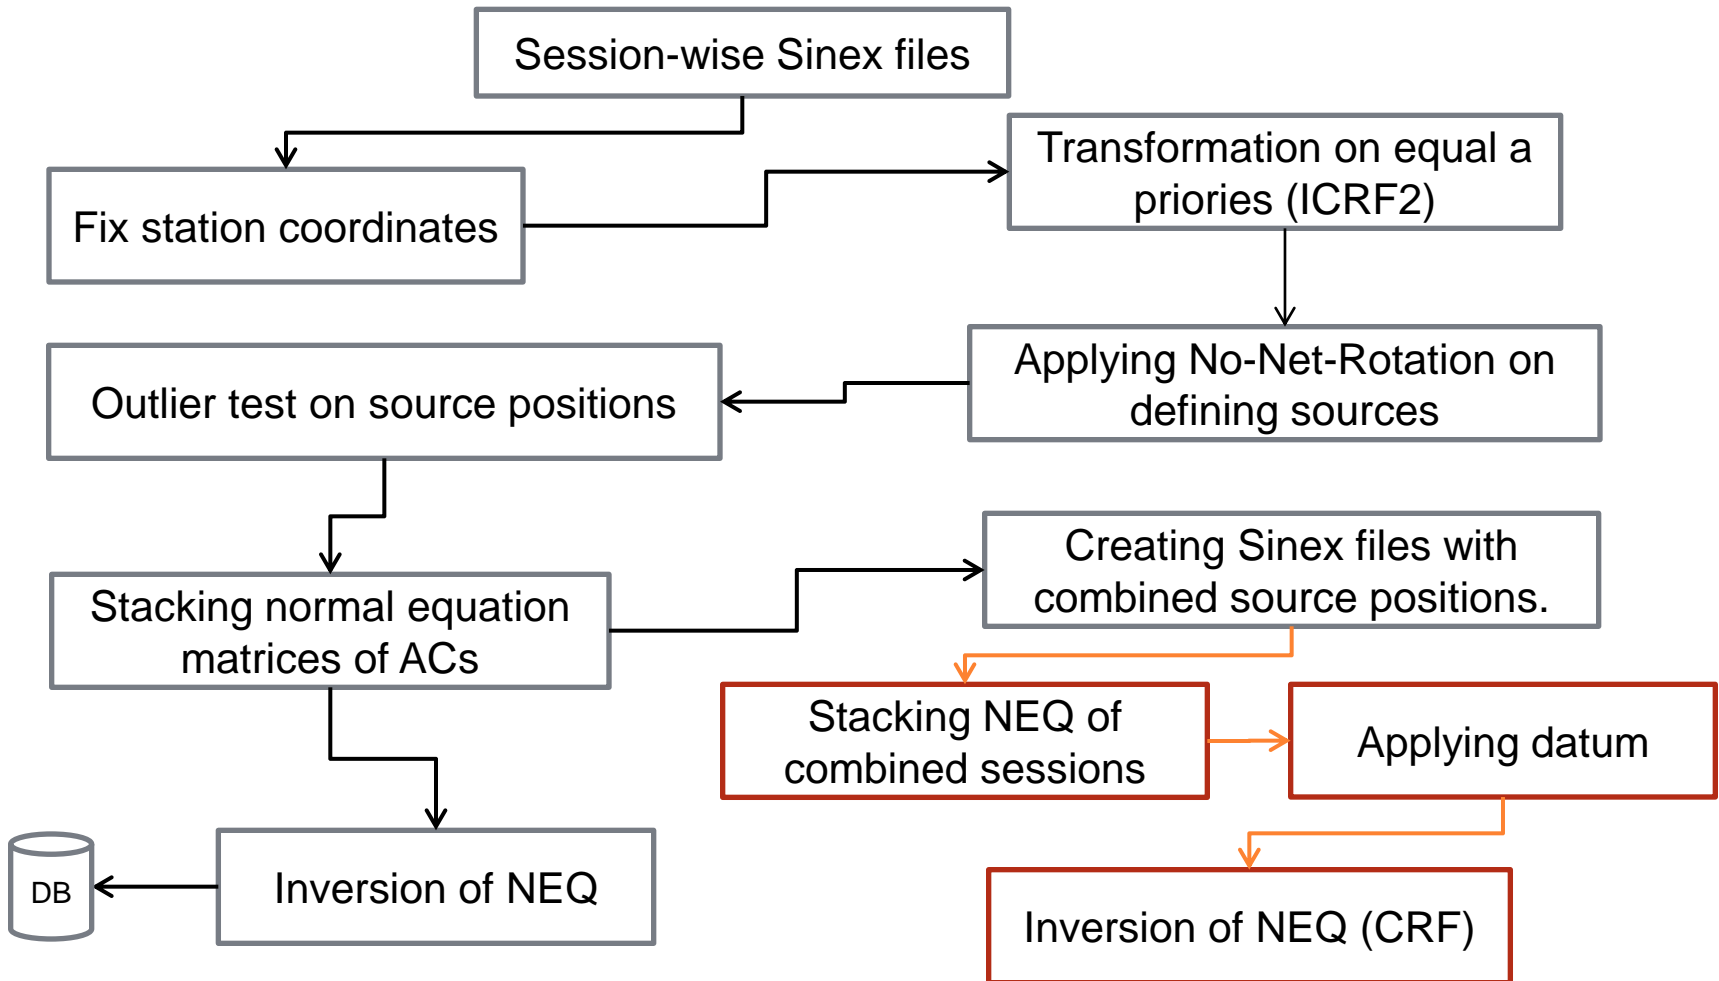 Session-wise Sinex files
Transformation on equal a
priories (ICRF2)
Fix station coordinates
Applying No-Net-Rotation on
defining sources
Outlier test on source positions
Creating Sinex files with
combined source positions.
Stacking normal equation
matrices of ACs
Stacking NEQ of
combined sessions
Applying datum
Inversion of NEQ
DB
Inversion of NEQ (CRF)